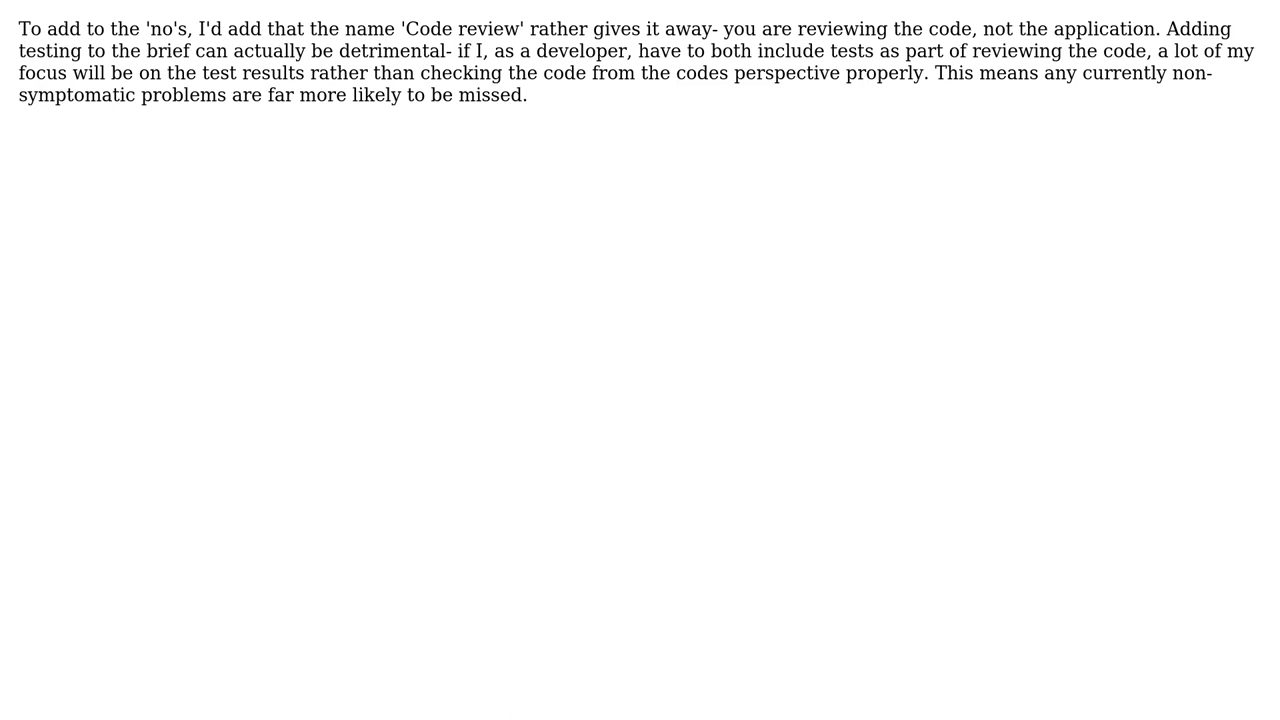 To add to the 'no's, I'd add that the name 'Code review' rather gives it away- you are reviewing the code, not the application. Adding
testing to the brief can actually be detrimental- if I, as a developer, have to both include tests as part of reviewing the code, a lot of my
focus will be on the test results rather than checking the code from the codes perspective properly. This means any currently non-
symptomatic problems are far more likely to be missed.